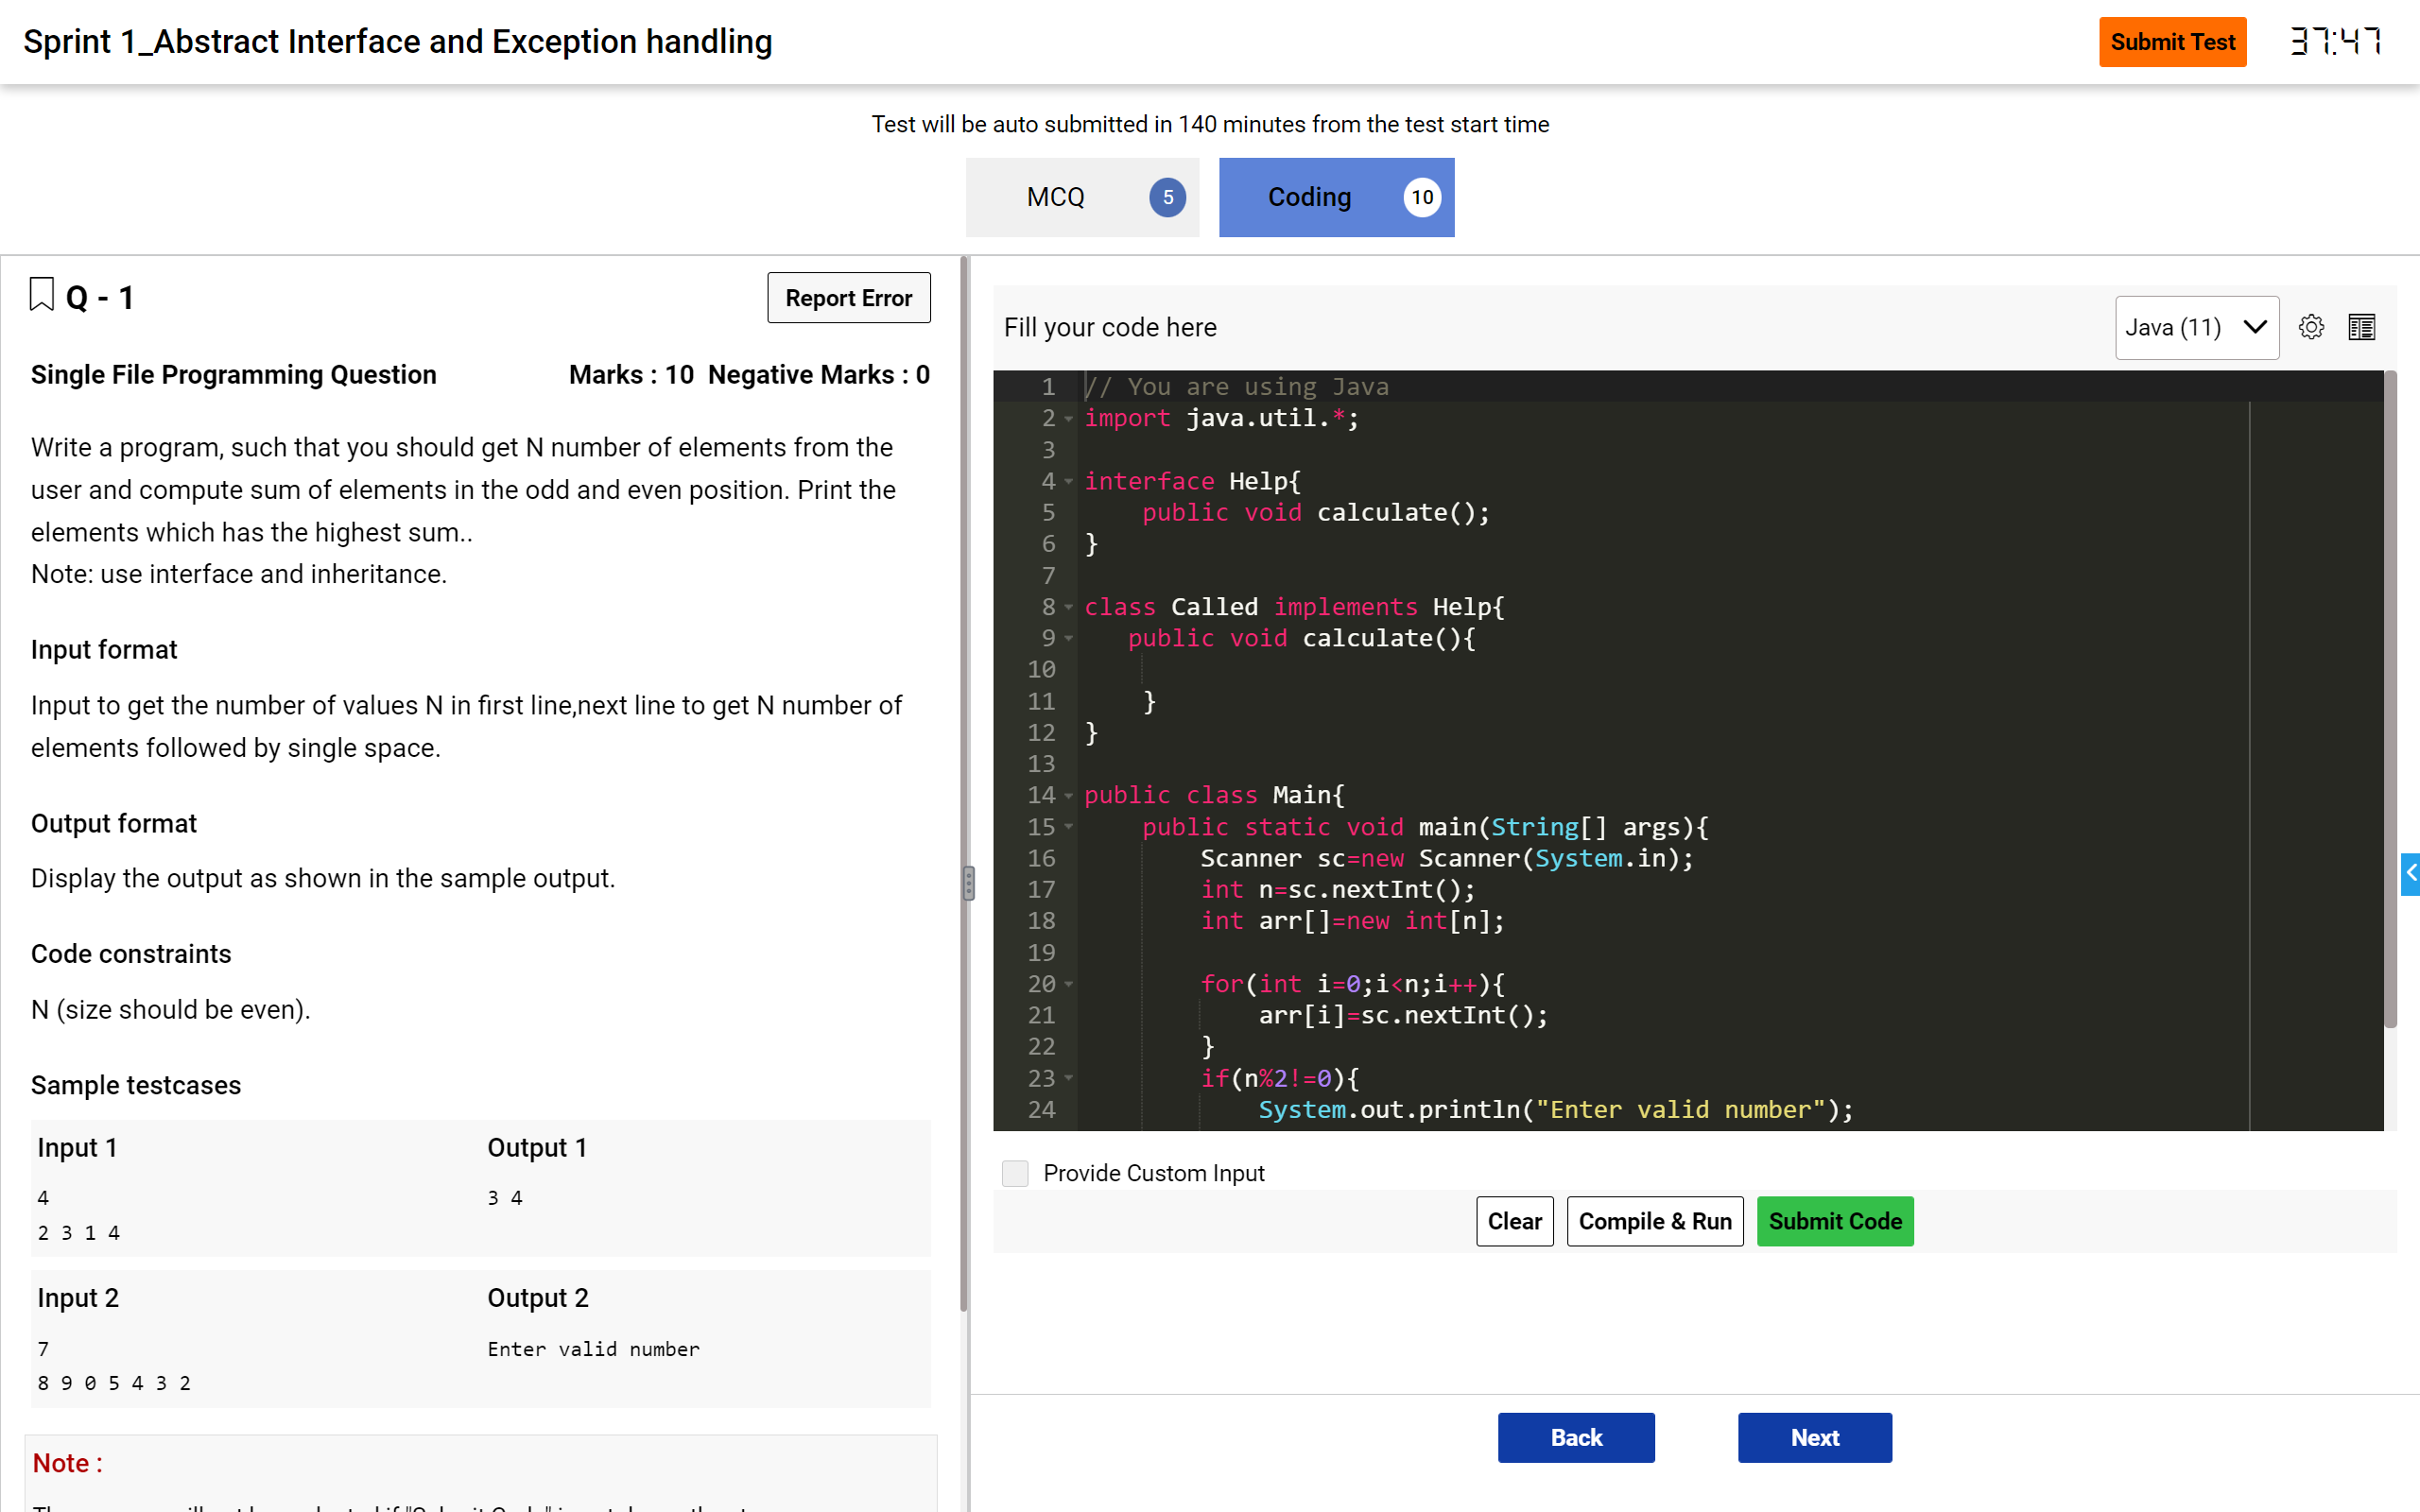 Sprint 1_Abstract Interface and Exception handling
Submit Test
37:47
Test will be auto submitted in 140 minutes from the test start time
MCQ 5
Coding 10
Q - 1
Report Error
Single File Programming Question
Marks : 10 Negative Marks : 0
Write a program, such that you should get N number of elements from the
user and compute sum of elements in the odd and even position. Print the
elements which has the highest sum..
Note: use interface and inheritance.
Input format
Input to get the number of values N in first line,next line to get N number of
elements followed by single space.
Output format
Display the output as shown in the sample output.
Code constraints
N (size should be even).
Sample testcases
Input 1
Output 1
4
3 4
2 3 1 4
Input 2
Output 2
7
Enter valid number
8 9 0 5 4 3 2
Note :
Fill your code here
Java (11)
1 // You are using Java
2 import java.util.*;
3
4 interface Help{
5 public void calculate();
6 }
7
8 class Called implements Help{
9 public void calculate(){
10
11 }
12 }
13
14 public class Main{
15 public static void main(String[] args){
16 Scanner sc=new Scanner(System.in);
17 int n=sc.nextInt();
18 int arr[]=new int[n];
19
20 for(int i=0;i<n;i++){
21 arr[i]=sc.nextInt();
22 }
23 if(n%2!=0){
24 System.out.println("Enter valid number");
Provide Custom Input
Clear
Compile & Run
Submit Code
Back
Next